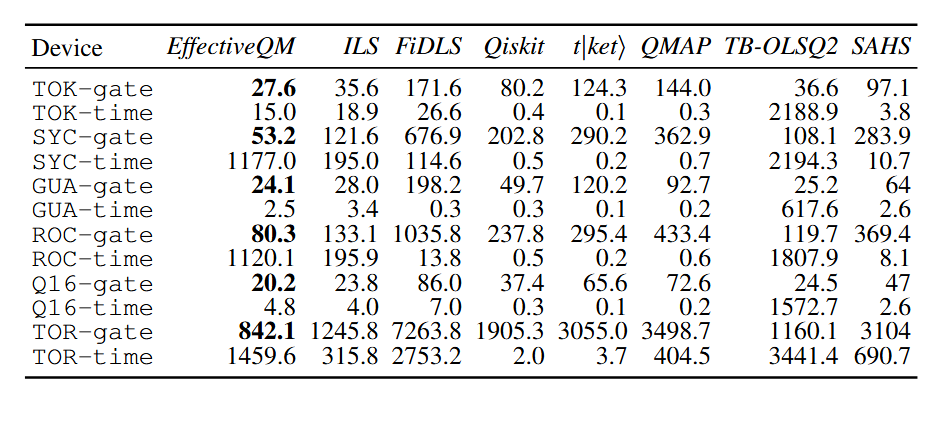 Device EffectiveQM ILS FiDLS Qiskit t|ket⟩ QMAP TB-OLSQ2 SAHS
TOK-gate 27.6 35.6 171.6 80.2 124.3 144.0 36.6 97.1
TOK-time 15.0 18.9 26.6 0.4 0.1 0.3 2188.9 3.8
SYC-gate 53.2 121.6 676.9 202.8 290.2 362.9 108.1 283.9
SYC-time 1177.0 195.0 114.6 0.5 0.2 0.7 2194.3 10.7
GUA-gate 24.1 28.0 198.2 49.7 120.2 92.7 25.2 64
GUA-time 2.5 3.4 0.3 0.3 0.1 0.2 617.6 2.6
ROC-gate 80.3 133.1 1035.8 237.8 295.4 433.4 119.7 369.4
ROC-time 1120.1 195.9 13.8 0.5 0.2 0.6 1807.9 8.1
Q16-gate 20.2 23.8 86.0 37.4 65.6 72.6 24.5 47
Q16-time 4.8 4.0 7.0 0.3 0.1 0.2 1572.7 2.6
TOR-gate 842.1 1245.8 7263.8 1905.3 3055.0 3498.7 1160.1 3104
TOR-time 1459.6 315.8 2753.2 2.0 3.7 404.5 3441.4 690.7